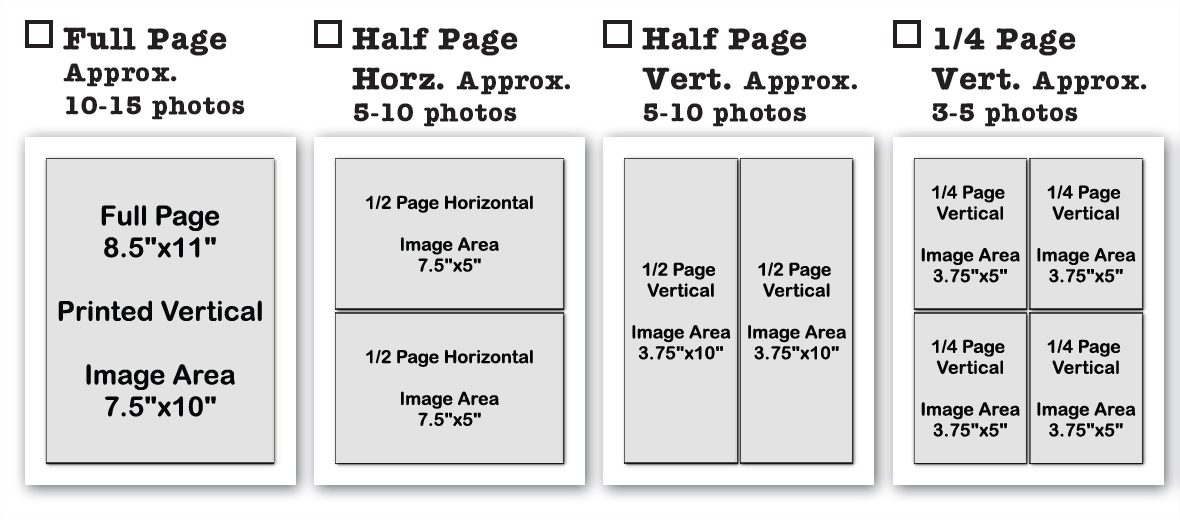 Full Page
Approx.
10-15 photos
Half Page
Horz. Approx.
5-10 photos
Half Page
Vert. Approx.
5-10 photos
1/4 Page
Vert. Approx.
3-5 photos
Full Page
8.5"x11"
Printed Vertical
Image Area
7.5"x10"
1/2 Page Horizontal
Image Area
7.5"x5"
1/2 Page Horizontal
Image Area
7.5"x5"
1/2 Page
Vertical
Image Area
3.75"x10"
1/2 Page
Vertical
Image Area
3.75"x10"
1/4 Page
Vertical
Image Area
3.75"x5"
1/4 Page
Vertical
Image Area
3.75"x5"
1/4 Page
Vertical
Image Area
3.75"x5"
1/4 Page
Vertical
Image Area
3.75"x5"